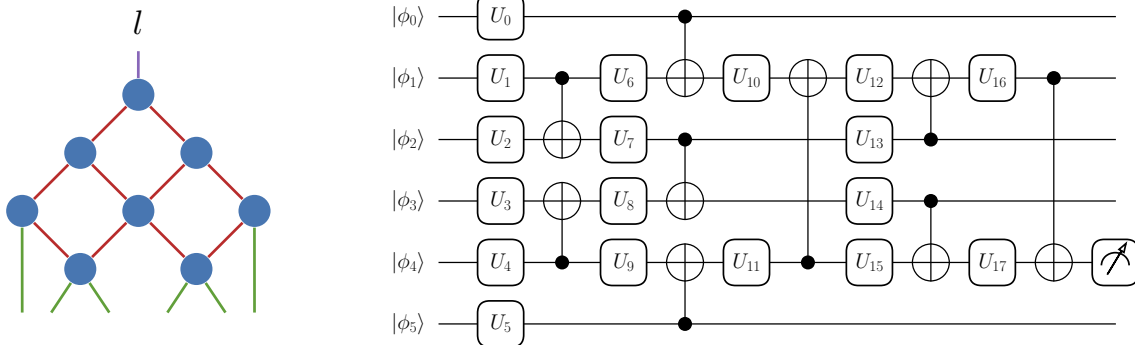 l
|ϕ₀⟩ U₀
|ϕ₁⟩ U₁ U₆ U₁₀ U₁₂ U₁₆
|ϕ₂⟩ U₂ U₇ U₁₃
|ϕ₃⟩ U₃ U₈ U₁₄
|ϕ₄⟩ U₄ U₉ U₁₁ U₁₅ U₁₇
|ϕ₅⟩ U₅